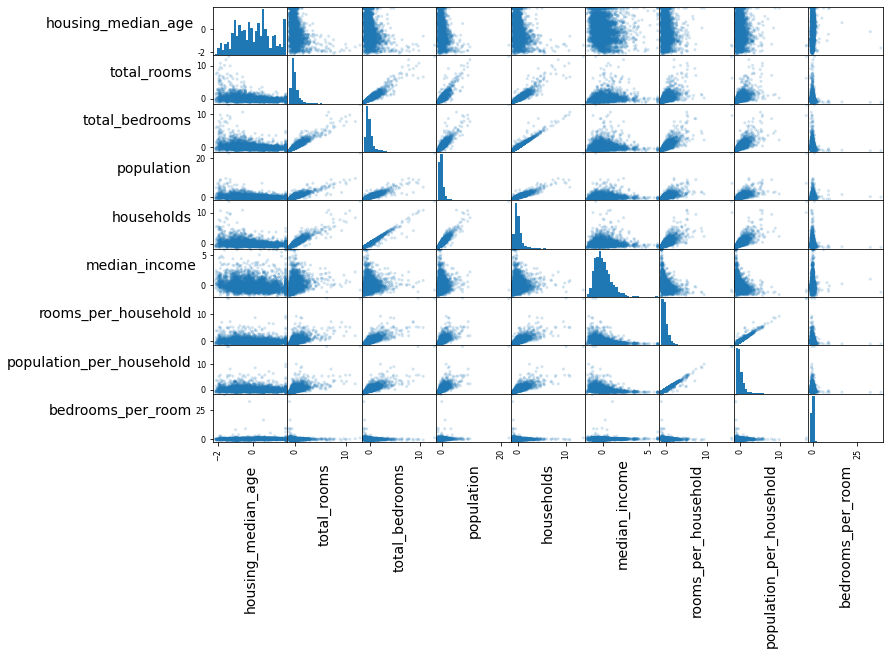 housing_median_age
0
−2
total_rooms
10
0
total_bedrooms
10
0
population
20
0
households
10
0
median_income
5
0
rooms_per_household
10
0
population_per_household
10
0
bedrooms_per_room
25
0
−2 0 0 10 0 10 0 20 0 10 0 5 0 10 0 10 0 25
housing_median_age
total_rooms
total_bedrooms
population
households
median_income
rooms_per_household
population_per_household
bedrooms_per_room